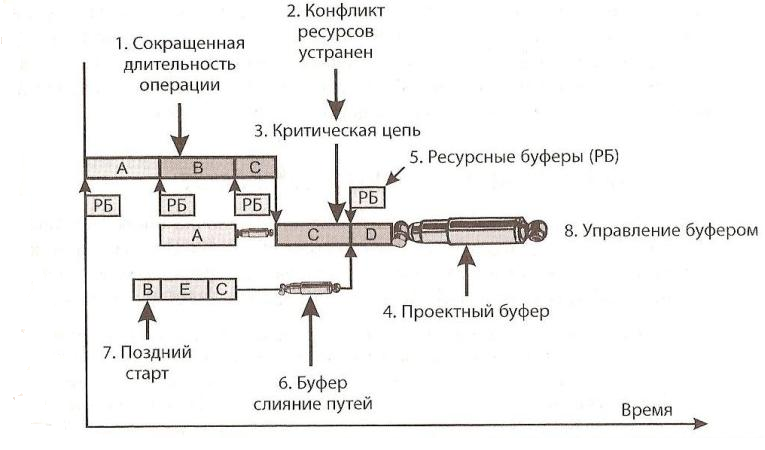 2. Конфликт
ресурсов
устранен
1. Сокращенная
длительность
операции
3. Критическая цепь
5. Ресурсные буферы (РБ)
A
B
C
РБ
РБ
РБ
РБ
A
C
D
8. Управление буфером
B
E
C
4. Проектный буфер
7. Поздний
старт
6. Буфер
слияние путей
Время